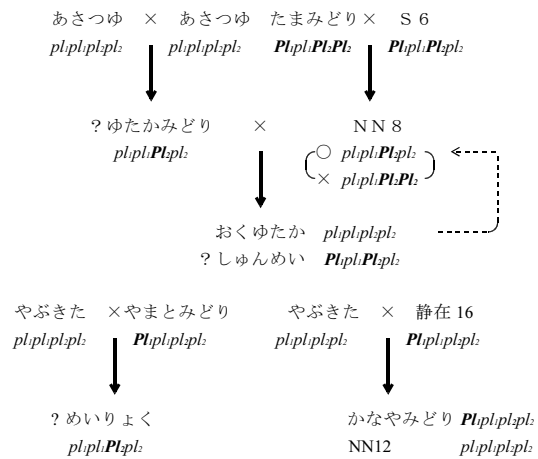 あさつゆ × あさつゆ たまみどり× S 6
pl₁pl₁pl₂pl₂ pl₁pl₁pl₂pl₂ Pl₁pl₁Pl₂Pl₂ Pl₁pl₁Pl₂pl₂
?ゆたかみどり × NN 8
pl₁pl₁Pl₂pl₂ ○ pl₁pl₁Pl₂pl₂
× pl₁pl₁Pl₂Pl₂
おくゆたか pl₁pl₁pl₂pl₂
?しゅんめい Pl₁pl₁Pl₂pl₂
やぶきた ×やまとみどり やぶきた × 静在 16
pl₁pl₁pl₂pl₂ Pl₁pl₁pl₂pl₂ pl₁pl₁pl₂pl₂ Pl₁pl₁pl₂pl₂
?めいりょく かなやみどり Pl₁pl₁pl₂pl₂
pl₁pl₁Pl₂pl₂ NN12 pl₁pl₁pl₂pl₂